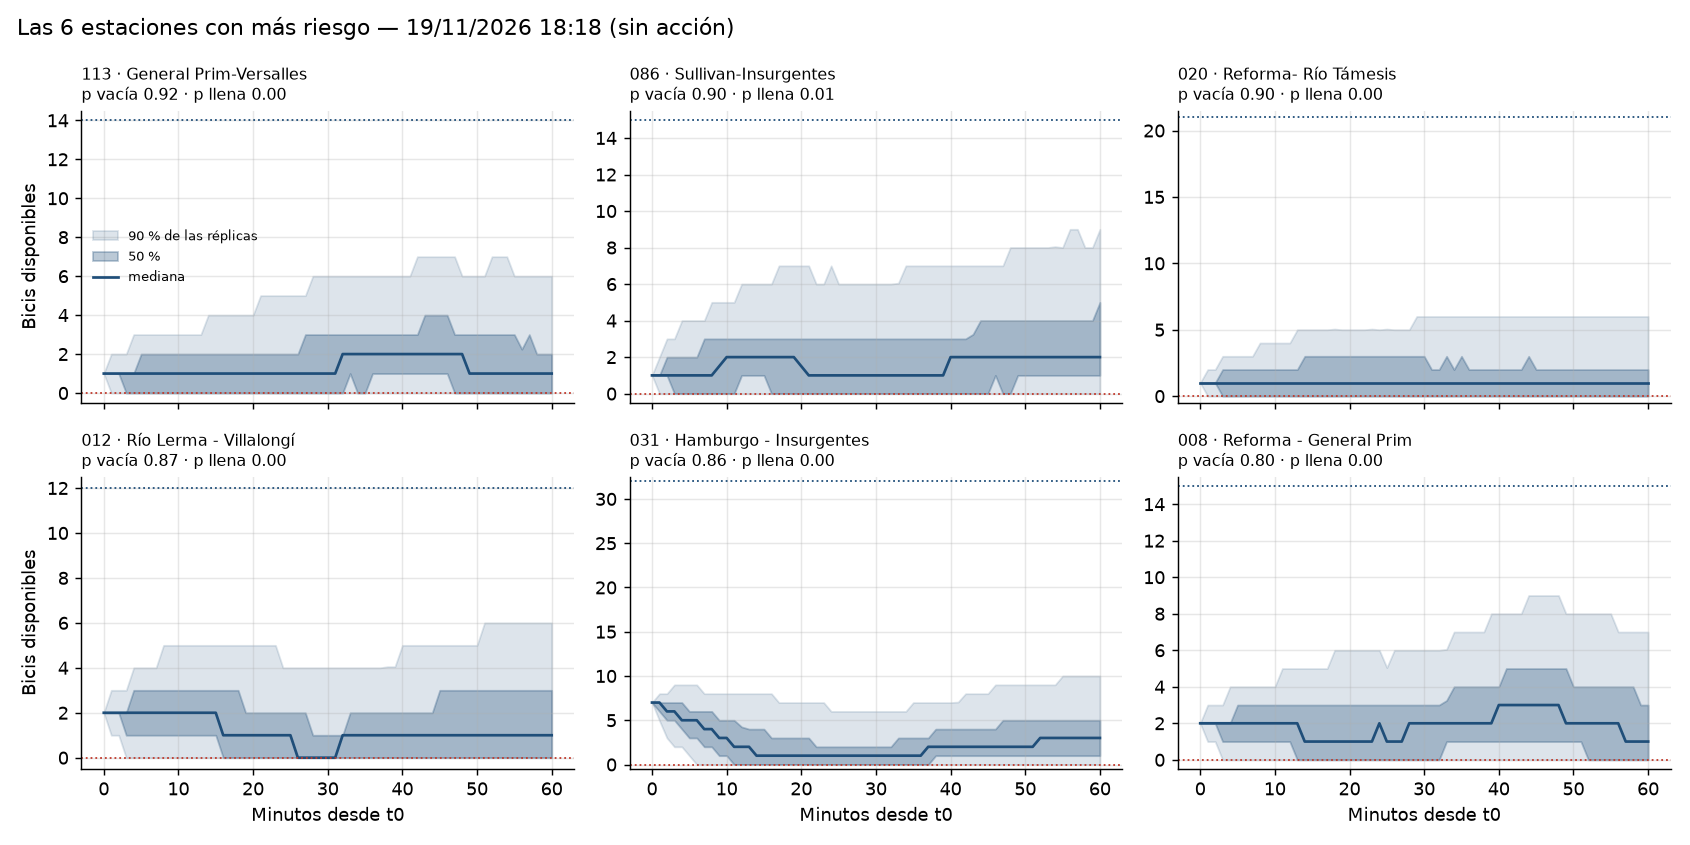 Las 6 estaciones con más riesgo — 19/11/2026 18:18 (sin acción)
113 · General Prim-Versalles
p vacía 0.92 · p llena 0.00
14
12
10
8
6
4
2
0
Bicis disponibles
90 % de las réplicas
50 %
mediana
086 · Sullivan-Insurgentes
p vacía 0.90 · p llena 0.01
14
12
10
8
6
4
2
0
020 · Reforma- Río Támesis
p vacía 0.90 · p llena 0.00
20
15
10
5
0
012 · Río Lerma - Villalongí
p vacía 0.87 · p llena 0.00
12
10
8
6
4
2
0
Bicis disponibles
0 10 20 30 40 50 60
Minutos desde t0
031 · Hamburgo - Insurgentes
p vacía 0.86 · p llena 0.00
30
25
20
15
10
5
0
0 10 20 30 40 50 60
Minutos desde t0
008 · Reforma - General Prim
p vacía 0.80 · p llena 0.00
14
12
10
8
6
4
2
0
0 10 20 30 40 50 60
Minutos desde t0